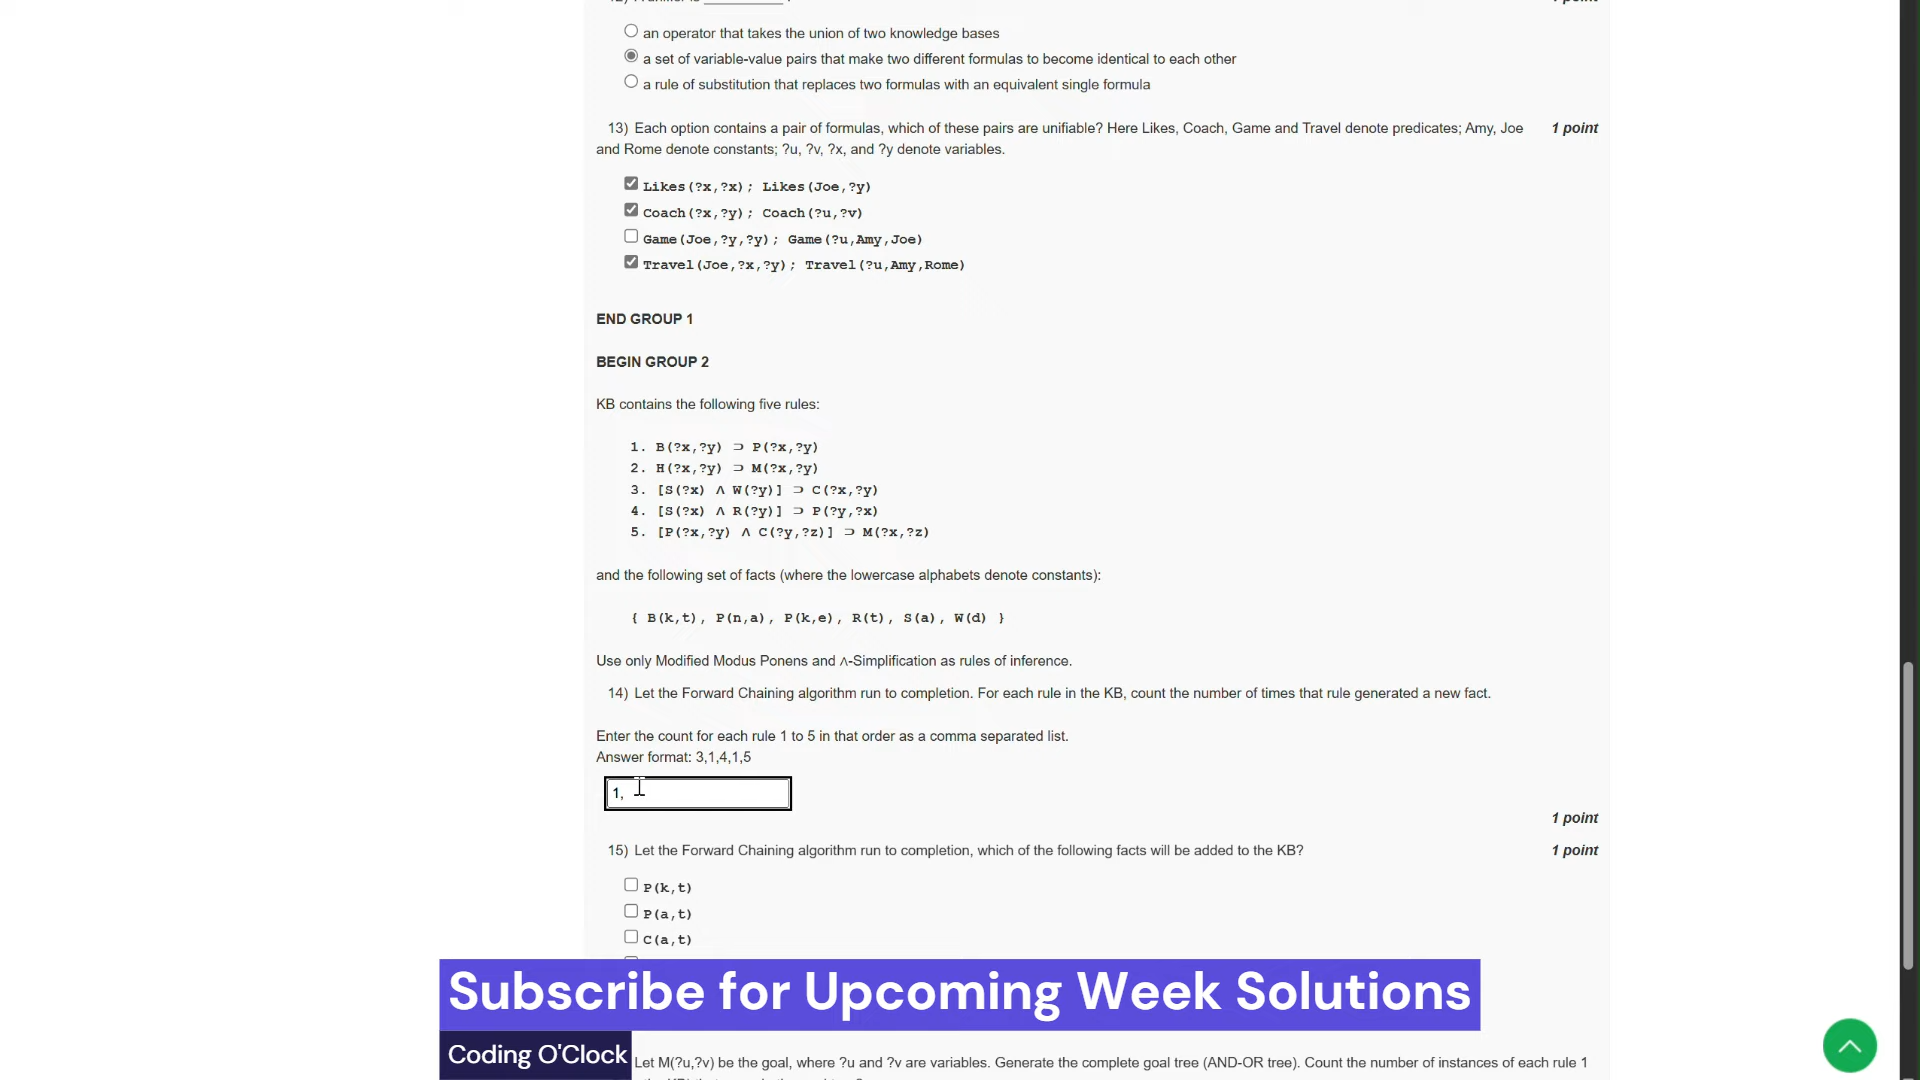 an operator that takes the union of two knowledge bases
a set of variable-value pairs that make two different formulas to become identical to each other
a rule of substitution that replaces two formulas with an equivalent single formula
13) Each option contains a pair of formulas, which of these pairs are unifiable? Here Likes, Coach, Game and Travel denote predicates; Amy, Joe 1 point
and Rome denote constants; ?u, ?v, ?x, and ?y denote variables.
Likes(?x,?x); Likes(Joe,?y)
Coach(?x,?y); Coach(?u,?v)
Game(Joe,?y,?y); Game(?u,Amy,Joe)
Travel(Joe,?x,?y); Travel(?u,Amy,Rome)
END GROUP 1
BEGIN GROUP 2
KB contains the following five rules:
1. B(?x,?y) ⊃ P(?x,?y)
2. H(?x,?y) ⊃ M(?x,?y)
3. [S(?x) ∧ W(?y)] ⊃ C(?x,?y)
4. [S(?x) ∧ R(?y)] ⊃ P(?y,?x)
5. [P(?x,?y) ∧ C(?y,?z)] ⊃ M(?x,?z)
and the following set of facts (where the lowercase alphabets denote constants):
{ B(k,t), P(n,a), P(k,e), R(t), S(a), W(d) }
Use only Modified Modus Ponens and ∧-Simplification as rules of inference.
14) Let the Forward Chaining algorithm run to completion. For each rule in the KB, count the number of times that rule generated a new fact.
Enter the count for each rule 1 to 5 in that order as a comma separated list.
Answer format: 3,1,4,1,5
1,
1 point
15) Let the Forward Chaining algorithm run to completion, which of the following facts will be added to the KB? 1 point
P(k,t)
P(a,t)
C(a,t)
Subscribe for Upcoming Week Solutions
Coding O'Clock
Let M(?u,?v) be the goal, where ?u and ?v are variables. Generate the complete goal tree (AND-OR tree). Count the number of instances of each rule 1